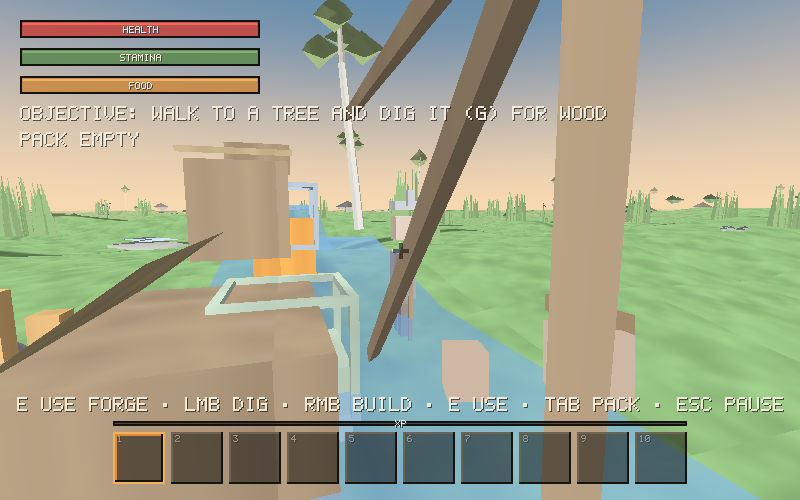 HEALTH
STAMINA
FOOD
OBJECTIVE: WALK TO A TREE AND DIG IT (G) FOR WOOD
PACK EMPTY
E USE FORGE · LMB DIG · RMB BUILD · E USE · TAB PACK · ESC PAUSE
XP
1 2 3 4 5 6 7 8 9 10